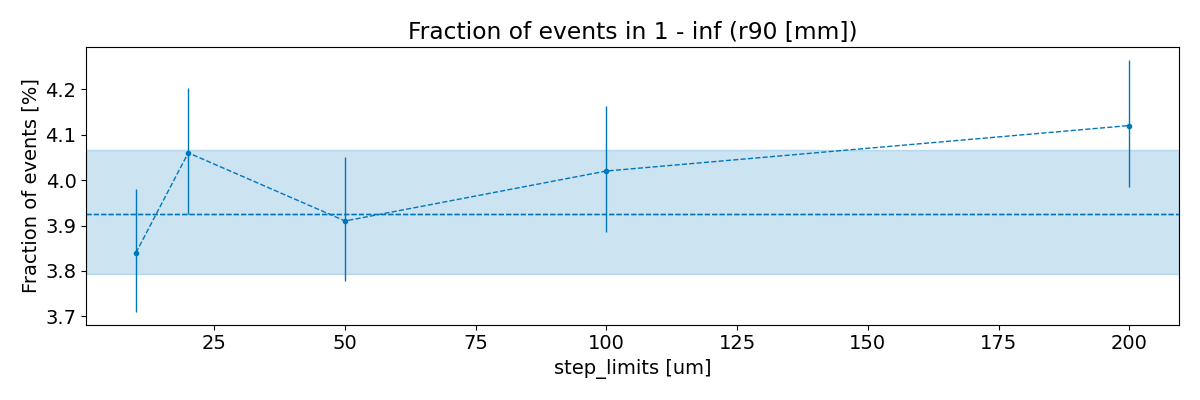 Fraction of events in 1 - inf (r90 [mm])
Fraction of events [%]
4.2
4.1
4.0
3.9
3.8
3.7
25 50 75 100 125 150 175 200
step_limits [um]